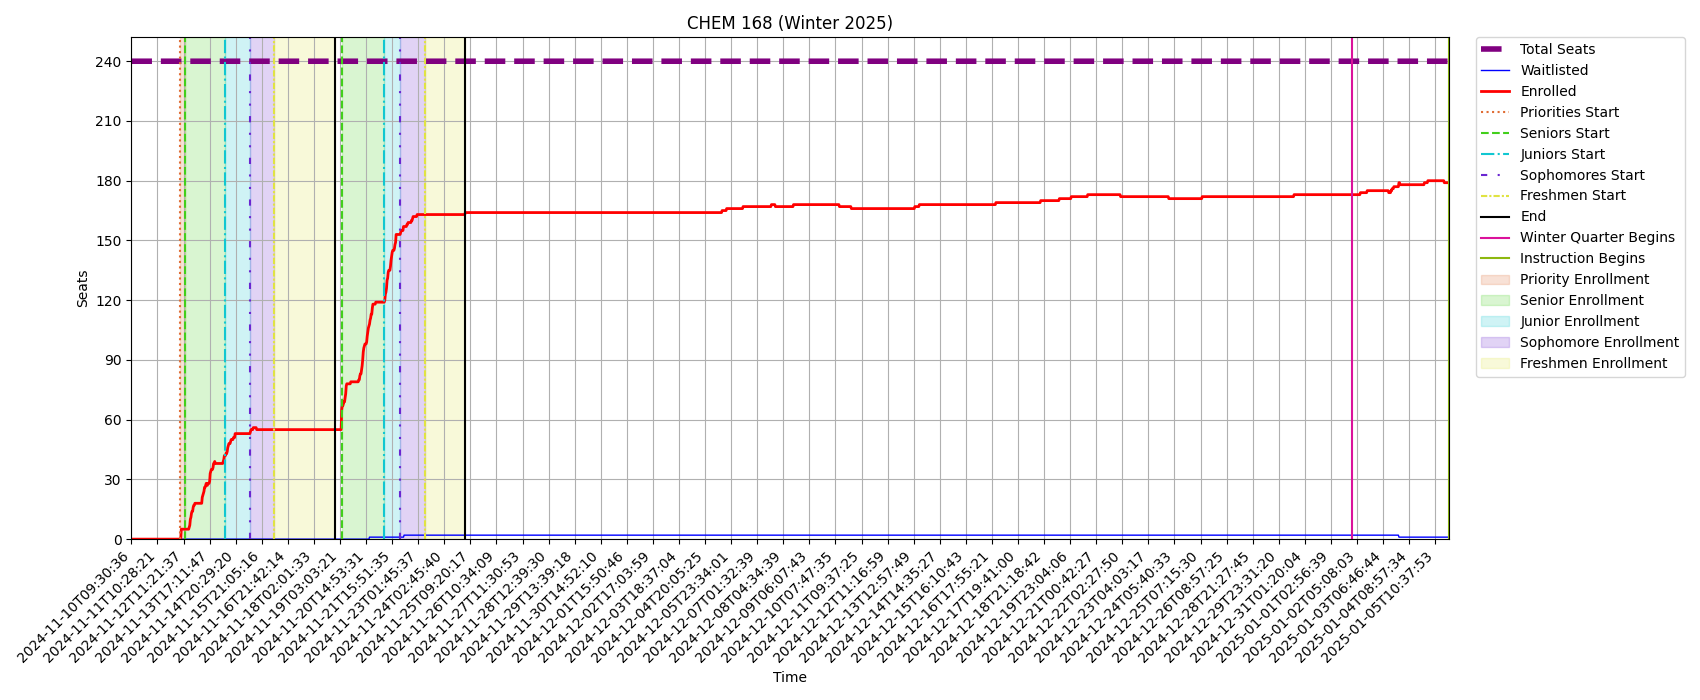 CHEM 168 (Winter 2025)
Seats
240
210
180
150
120
90
60
30
0
2024-11-10T09:30:36
2024-11-11T10:28:21
2024-11-12T11:21:37
2024-11-13T17:11:47
2024-11-14T20:29:20
2024-11-15T21:05:16
2024-11-16T21:42:14
2024-11-18T02:01:33
2024-11-19T03:03:21
2024-11-20T14:53:31
2024-11-21T15:51:35
2024-11-23T01:45:37
2024-11-24T02:45:40
2024-11-25T09:20:17
2024-11-26T10:34:09
2024-11-27T11:30:53
2024-11-28T12:39:30
2024-11-29T13:39:18
2024-11-30T14:52:10
2024-12-01T15:50:46
2024-12-02T17:03:59
2024-12-03T18:37:04
2024-12-04T20:05:25
2024-12-05T23:34:01
2024-12-07T01:32:39
2024-12-08T04:34:39
2024-12-09T06:07:43
2024-12-10T07:47:35
2024-12-11T09:37:25
2024-12-12T11:16:59
2024-12-13T12:57:49
2024-12-14T14:35:27
2024-12-15T16:10:43
2024-12-16T17:55:21
2024-12-17T19:41:00
2024-12-18T21:18:42
2024-12-19T23:04:06
2024-12-21T00:42:27
2024-12-22T02:27:50
2024-12-23T04:03:17
2024-12-24T05:40:33
2024-12-25T07:15:30
2024-12-26T08:57:25
2024-12-28T21:27:45
2024-12-29T23:31:20
2024-12-31T01:20:04
2025-01-01T02:56:39
2025-01-02T05:08:03
2025-01-03T06:46:44
2025-01-04T08:57:34
2025-01-05T10:37:53
Time
Total Seats
Waitlisted
Enrolled
Priorities Start
Seniors Start
Juniors Start
Sophomores Start
Freshmen Start
End
Winter Quarter Begins
Instruction Begins
Priority Enrollment
Senior Enrollment
Junior Enrollment
Sophomore Enrollment
Freshmen Enrollment